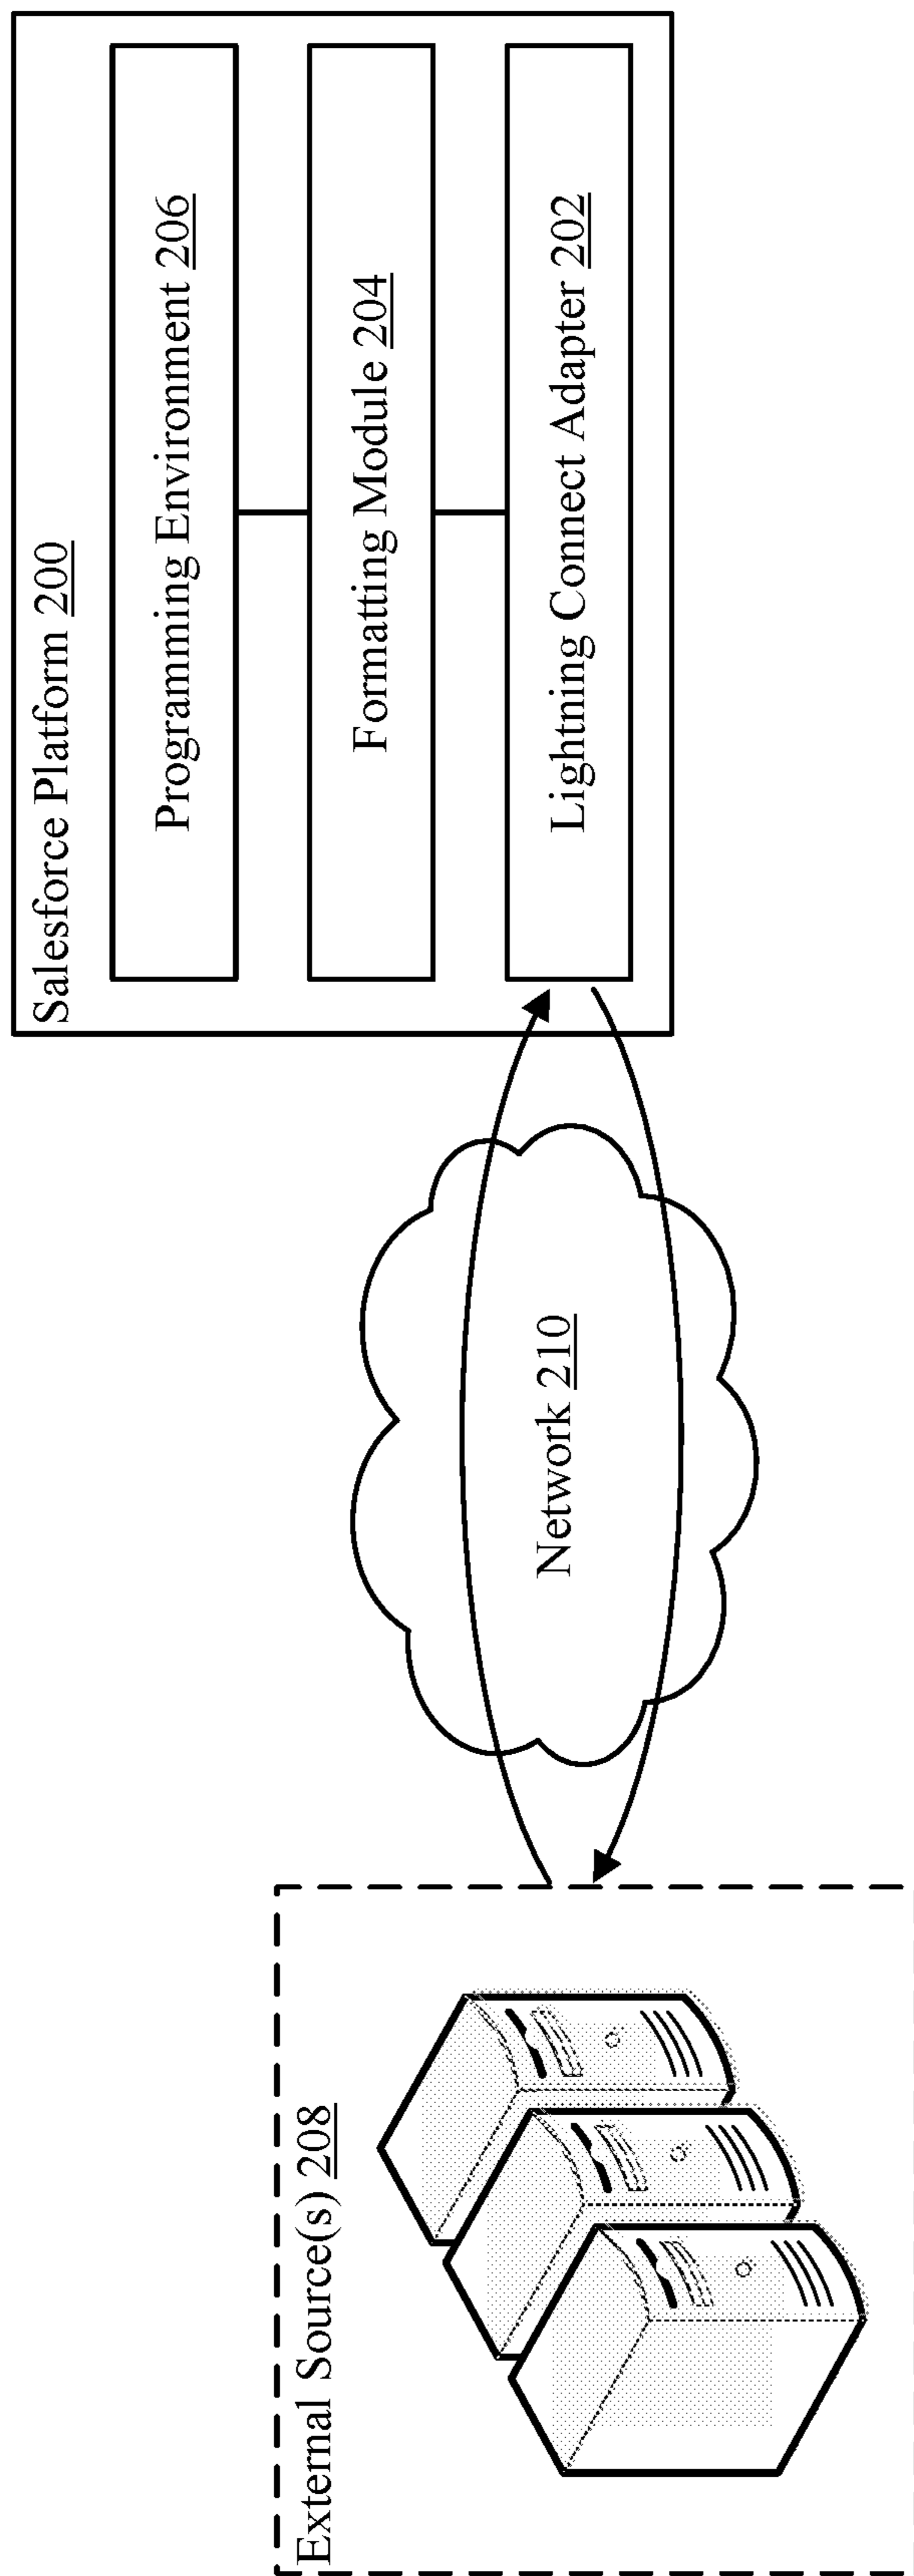 Salesforce Platform 200
Programming Environment 206
Formatting Module 204
Lightning Connect Adapter 202
Network 210
External Source(s) 208